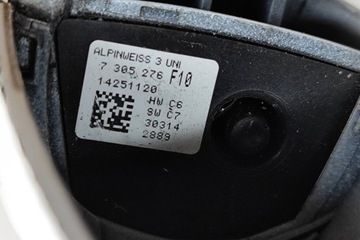 ALPINWEISS 3 UNI
7 305 276 F10
14251120
HW C6
SW C7
30314
2889